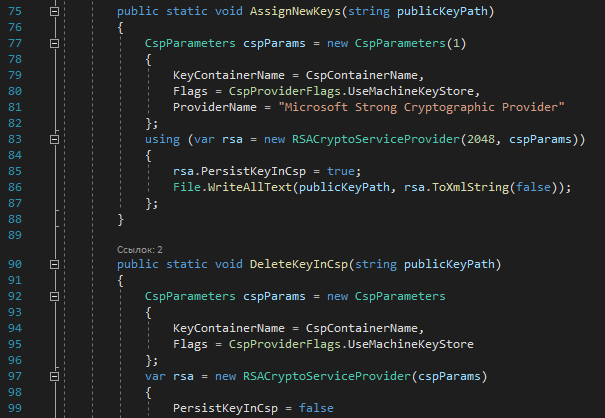 75 public static void AssignNewKeys(string publicKeyPath)
76 {
77 CspParameters cspParams = new CspParameters(1)
78 {
79 KeyContainerName = CspContainerName,
80 Flags = CspProviderFlags.UseMachineKeyStore,
81 ProviderName = "Microsoft Strong Cryptographic Provider"
82 };
83 using (var rsa = new RSACryptoServiceProvider(2048, cspParams))
84 {
85 rsa.PersistKeyInCsp = true;
86 File.WriteAllText(publicKeyPath, rsa.ToXmlString(false));
87 };
88 }
89
Ссылок: 2
90 public static void DeleteKeyInCsp(string publicKeyPath)
91 {
92 CspParameters cspParams = new CspParameters
93 {
94 KeyContainerName = CspContainerName,
95 Flags = CspProviderFlags.UseMachineKeyStore
96 };
97 var rsa = new RSACryptoServiceProvider(cspParams)
98 {
99 PersistKeyInCsp = false